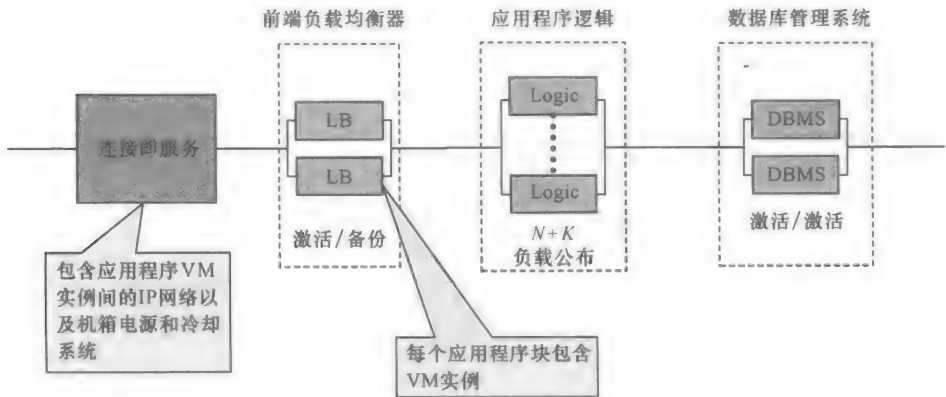 前端负载均衡器
应用程序逻辑
数据库管理系统
连接即服务
LB
LB
激活/备份
Logic
Logic
N+K
负载公布
DBMS
DBMS
激活/激活
包含应用程序VM
实例间的IP网络以
及机箱电源和冷却
系统
每个应用程序块包含
VM实例